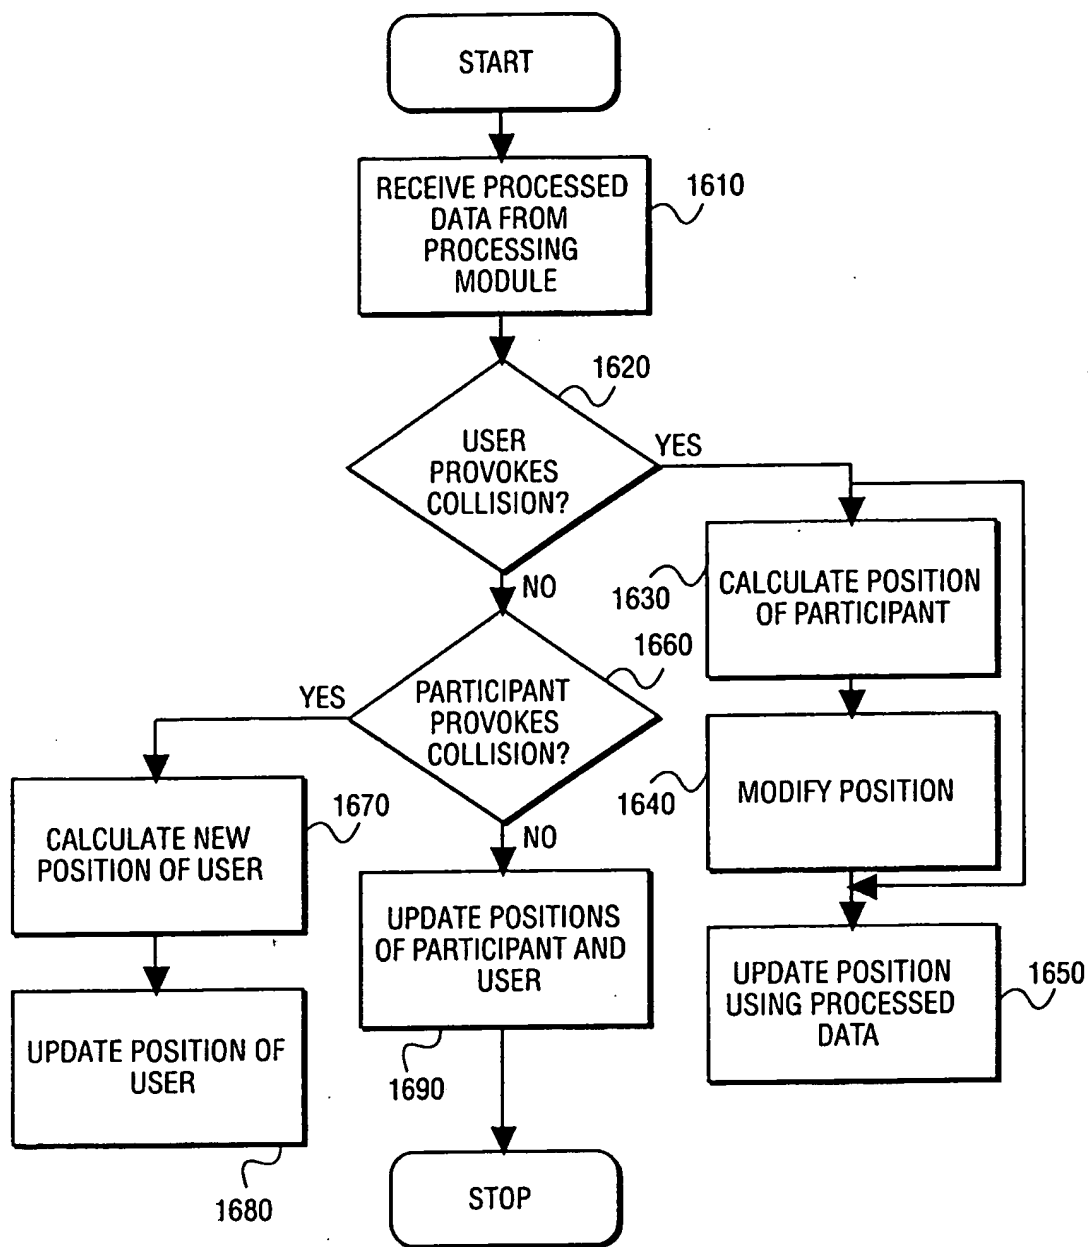 START
RECEIVE PROCESSED
DATA FROM
PROCESSING
MODULE
1610
1620
USER
PROVOKES
COLLISION?
YES
NO
1630
CALCULATE POSITION
OF PARTICIPANT
1660
YES
PARTICIPANT
PROVOKES
COLLISION?
1640
MODIFY POSITION
1670
CALCULATE NEW
POSITION OF USER
NO
UPDATE POSITIONS
OF PARTICIPANT AND
USER
UPDATE POSITION
USING PROCESSED
DATA
1650
UPDATE POSITION OF
USER
1690
1680
STOP